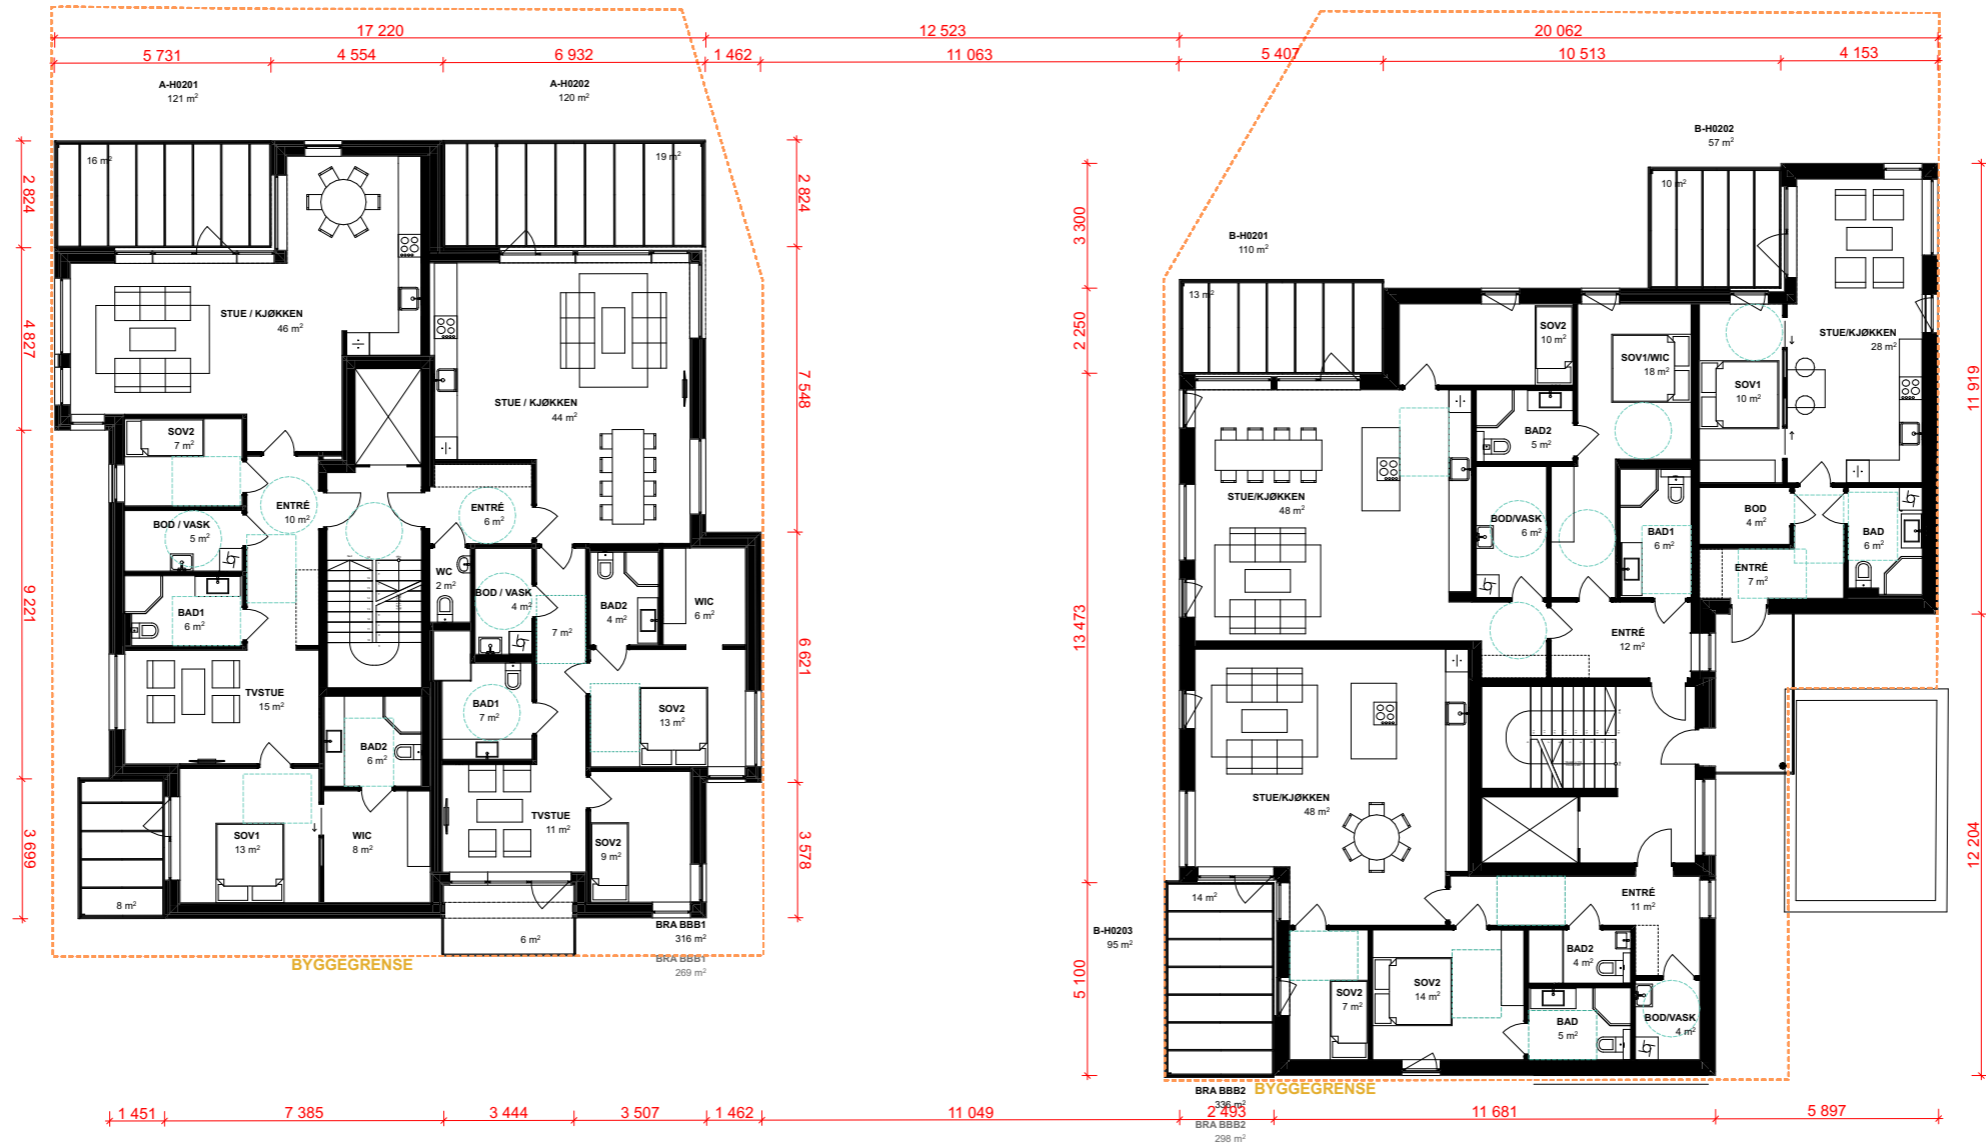 17 220
12 523
20 062
5 731
4 554
6 932
1 462
11 063
5 407
10 513
4 153
A-H0201
121 m²
A-H0202
120 m²
B-H0202
57 m²
B-H0201
110 m²
16 m²
19 m²
10 m²
13 m²
2 824
4 827
9 221
3 699
2 824
7 548
6 621
3 578
3 300
2 250
13 473
5 100
11 919
12 204
STUE / KJØKKEN
46 m²
STUE / KJØKKEN
44 m²
SOV2
7 m²
ENTRÉ
10 m²
BOD / VASK
5 m²
BAD1
6 m²
TVSTUE
15 m²
BAD2
6 m²
SOV1
13 m²
WIC
8 m²
8 m²
ENTRÉ
6 m²
WC
2 m²
BOD / VASK
4 m²
7 m²
BAD2
4 m²
WIC
6 m²
BAD1
7 m²
SOV2
13 m²
TVSTUE
11 m²
SOV2
9 m²
6 m²
BRA BBB1
316 m²
BRA BBB1
269 m²
BYGGEGRENSE
SOV2
10 m²
SOV1/WIC
18 m²
SOV1
10 m²
STUE/KJØKKEN
28 m²
BAD2
5 m²
STUE/KJØKKEN
48 m²
BOD/VASK
6 m²
BAD1
6 m²
BOD
4 m²
BAD
6 m²
ENTRÉ
7 m²
ENTRÉ
12 m²
STUE/KJØKKEN
48 m²
14 m²
ENTRÉ
11 m²
B-H0203
95 m²
BAD2
4 m²
SOV2
7 m²
SOV2
14 m²
BAD
5 m²
BOD/VASK
4 m²
BRA BBB2
336 m²
BRA BBB2
298 m²
BYGGEGRENSE
1 451
7 385
3 444
3 507
1 462
11 049
2 493
11 681
5 897